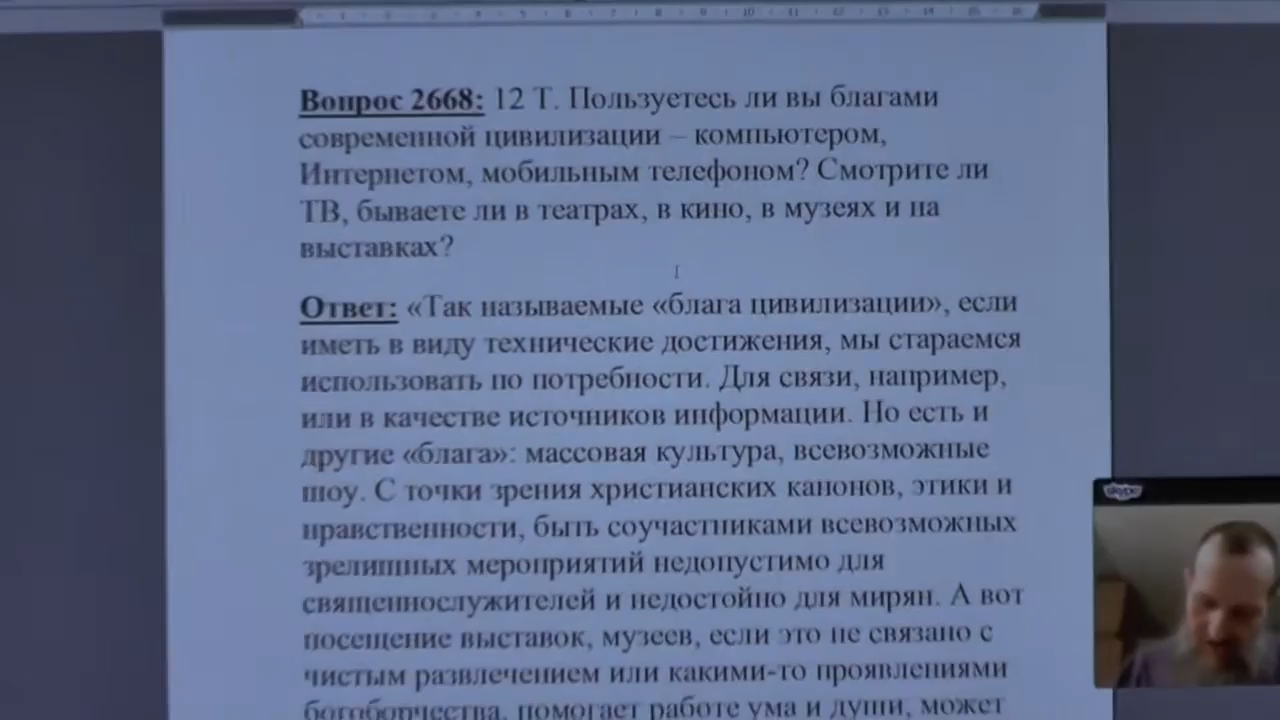 Вопрос 2668: 12 Т. Пользуетесь ли вы благами
современной цивилизации – компьютером,
Интернетом, мобильным телефоном? Смотрите ли
ТВ, бываете ли в театрах, в кино, в музеях и на
выставках?
Ответ: «Так называемые «блага цивилизации», если
иметь в виду технические достижения, мы стараемся
использовать по потребности. Для связи, например,
или в качестве источников информации. Но есть и
другие «блага»: массовая культура, всевозможные
шоу. С точки зрения христианских канонов, этики и
нравственности, быть соучастниками всевозможных
зрелищных мероприятий недопустимо для
священнослужителей и недостойно для мирян. А вот
посещение выставок, музеев, если это не связано с
чистым развлечением или какими-то проявлениями
богоборчества, помогает работе ума и души, может
skype